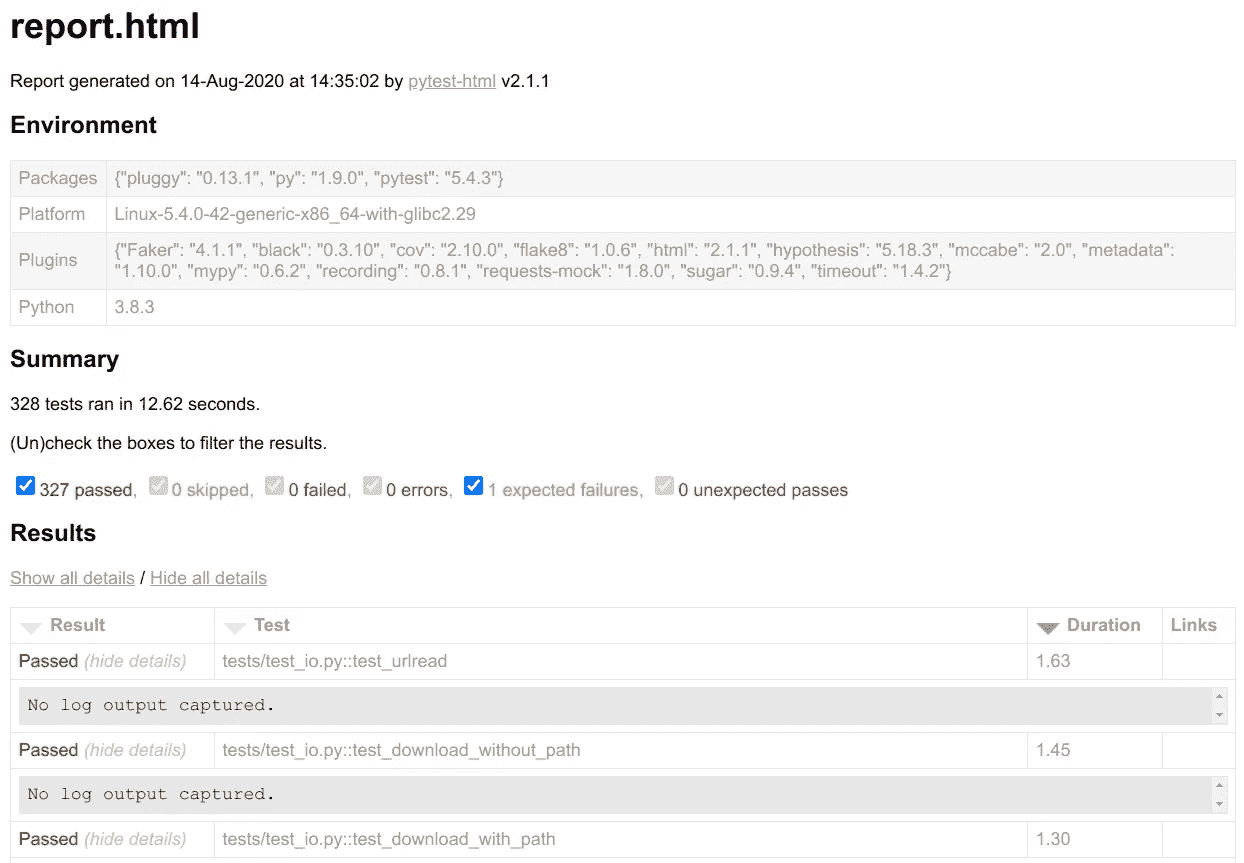 report.html
Report generated on 14-Aug-2020 at 14:35:02 by pytest-html v2.1.1
Environment
Packages {"pluggy": "0.13.1", "py": "1.9.0", "pytest": "5.4.3"}
Platform Linux-5.4.0-42-generic-x86_64-with-glibc2.29
Plugins {"Faker": "4.1.1", "black": "0.3.10", "cov": "2.10.0", "flake8": "1.0.6", "html": "2.1.1", "hypothesis": "5.18.3", "mccabe": "2.0", "metadata":
"1.10.0", "mypy": "0.6.2", "recording": "0.8.1", "requests-mock": "1.8.0", "sugar": "0.9.4", "timeout": "1.4.2"}
Python 3.8.3
Summary
328 tests ran in 12.62 seconds.
(Un)check the boxes to filter the results.
327 passed, 0 skipped, 0 failed, 0 errors, 1 expected failures, 0 unexpected passes
Results
Show all details / Hide all details
Result Test Duration Links
Passed (hide details) tests/test_io.py::test_urlread 1.63
No log output captured.
Passed (hide details) tests/test_io.py::test_download_without_path 1.45
No log output captured.
Passed (hide details) tests/test_io.py::test_download_with_path 1.30